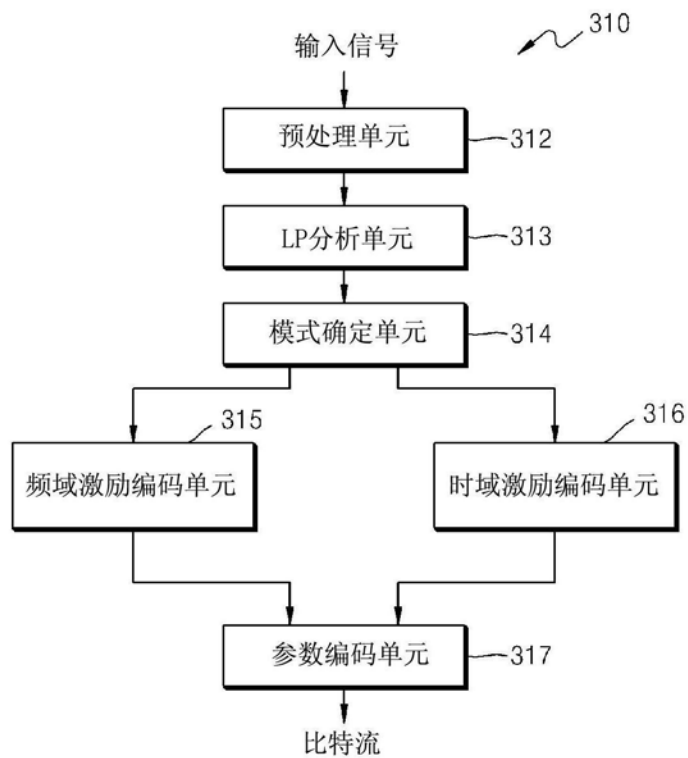 310
输入信号
预处理单元
312
LP分析单元
313
模式确定单元
314
315
316
频域激励编码单元
时域激励编码单元
参数编码单元
317
比特流